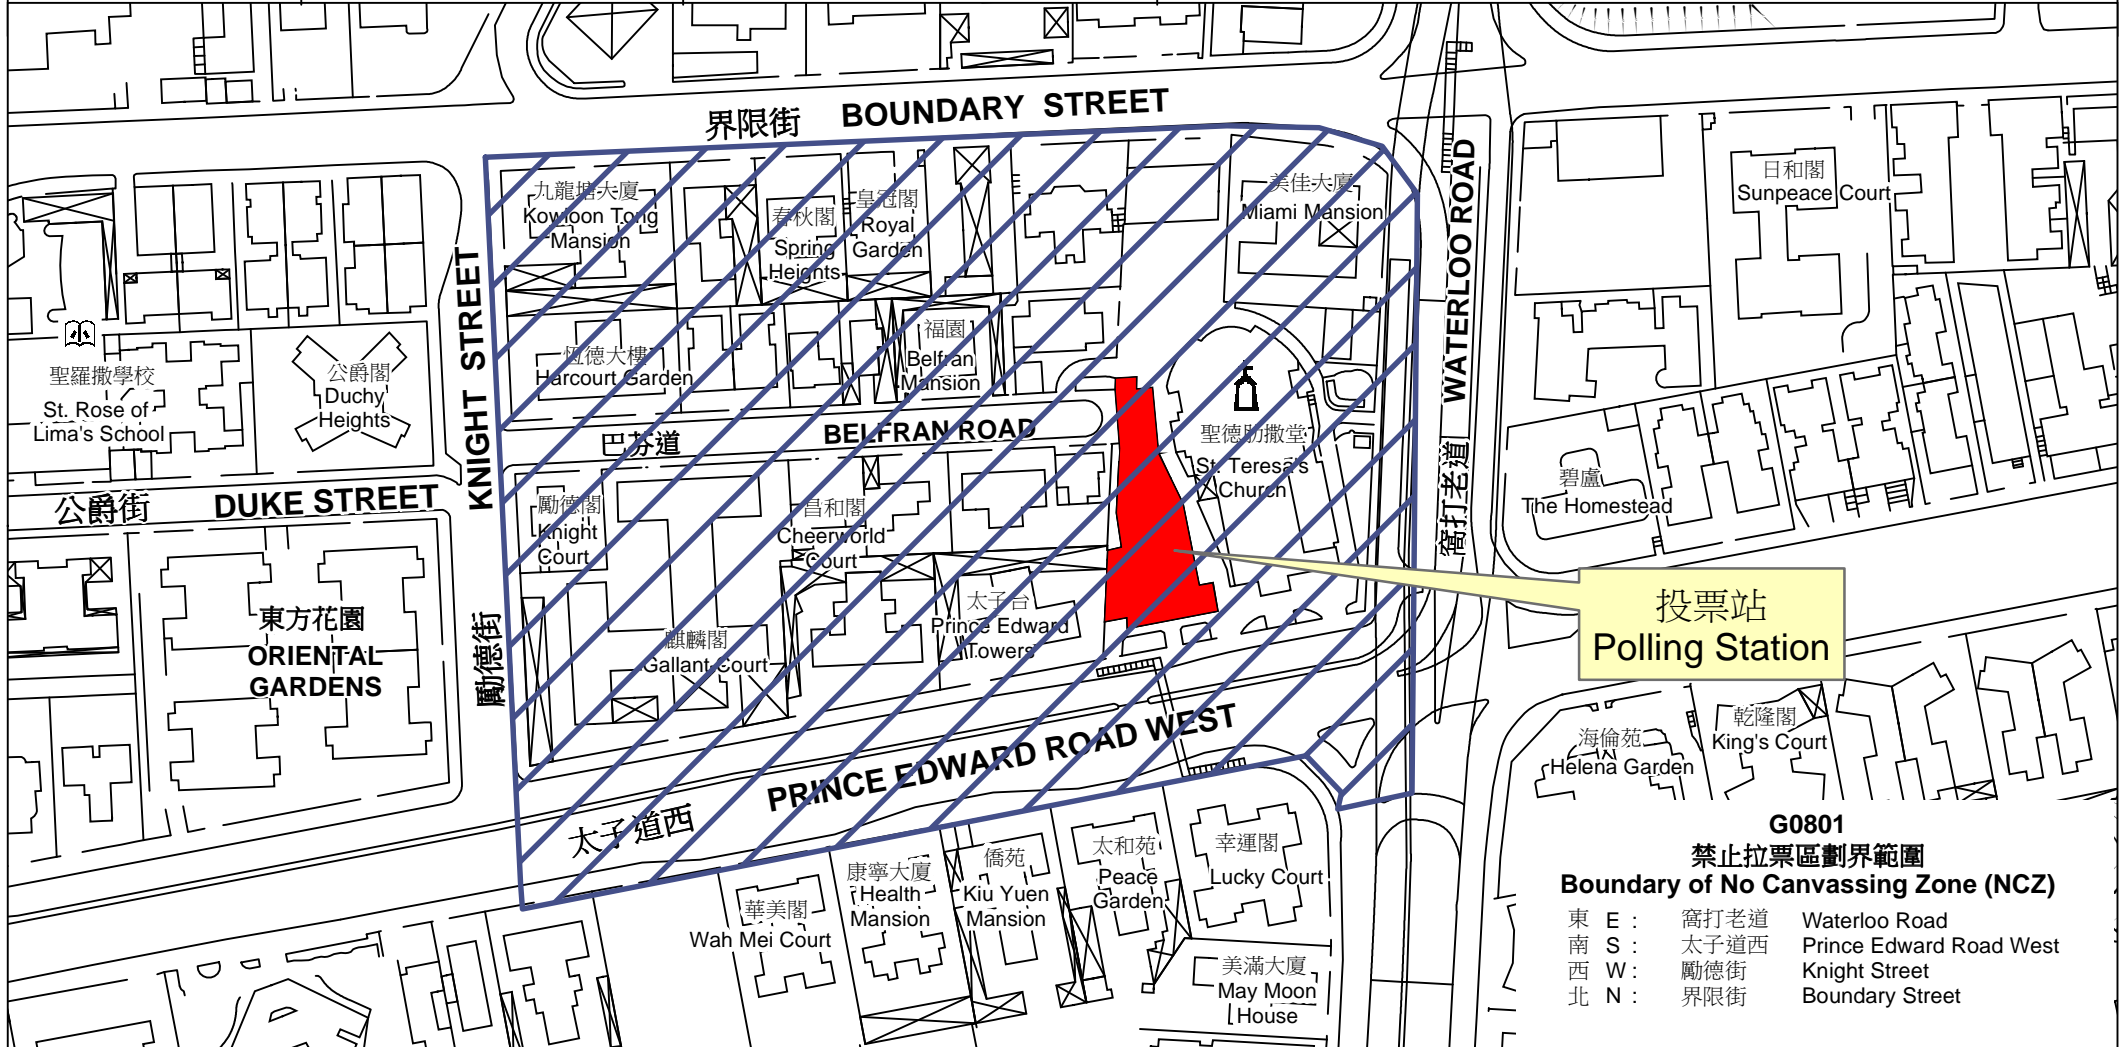 界限街 BOUNDARY STREET
九龍塘大廈
Kowloon Tong
Mansion
春秋閣
Spring
Heights
皇冠閣
Royal
Garden
美佳大廈
Miami Mansion
日和閣
Sunpeace Court
KNIGHT STREET
勵德街
WATERLOO ROAD
窩打老道
聖羅撒學校
St. Rose of
Lima's School
公爵閣
Duchy
Heights
恆德大樓
Harcourt Garden
福園
Belfran
Mansion
巴芬道 BELFRAN ROAD
聖德肋撒堂
St. Teresa's
Church
公爵街 DUKE STREET
勵德閣
Knight
Court
昌和閣
Cheerworld
Court
碧廬
The Homestead
東方花園
ORIENTAL
GARDENS
麒麟閣
Gallant Court
太子台
Prince Edward
Towers
投票站
Polling Station
太子道西 PRINCE EDWARD ROAD WEST
海倫苑
Helena Garden
乾隆閣
King's Court
華美閣
Wah Mei Court
康寧大廈
Health
Mansion
僑苑
Kiu Yuen
Mansion
太和苑
Peace
Garden
幸運閣
Lucky Court
美滿大廈
May Moon
House
G0801
禁止拉票區劃界範圍
Boundary of No Canvassing Zone (NCZ)
東 E : 窩打老道 Waterloo Road
南 S : 太子道西 Prince Edward Road West
西 W : 勵德街 Knight Street
北 N : 界限街 Boundary Street